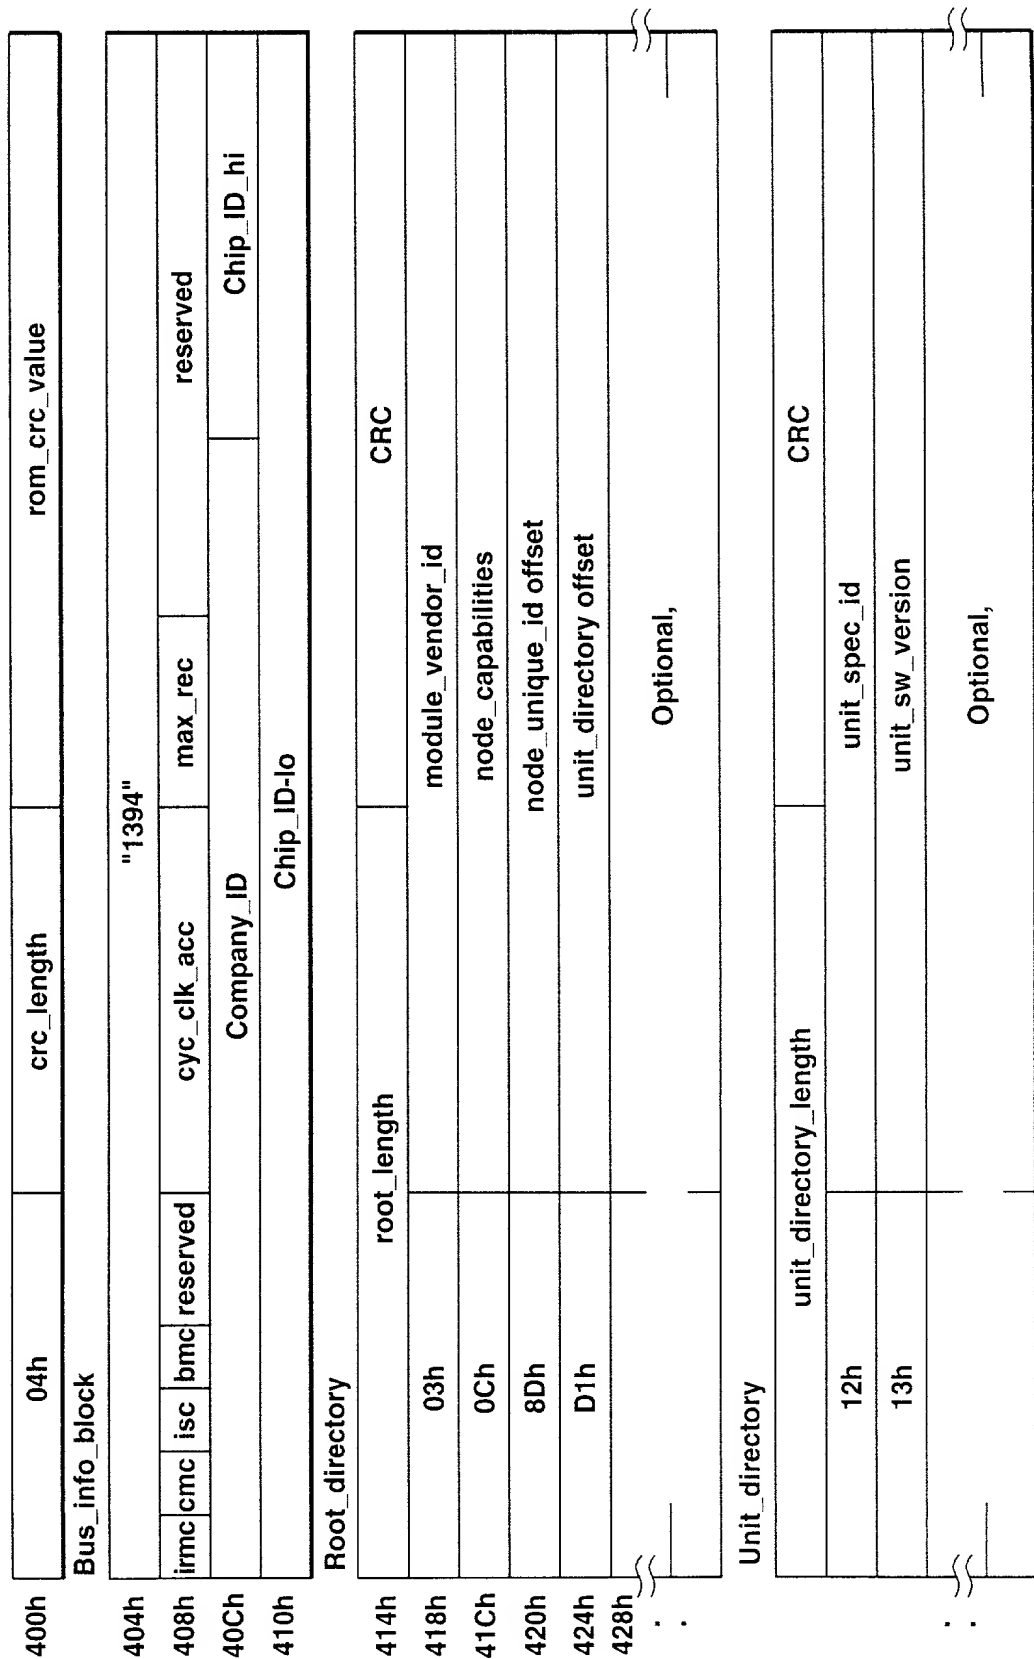 400h 04h crc_length rom_crc_value
Bus_info_block
404h "1394"
408h irmc cmc isc bmc reserved cyc_clk_acc max_rec reserved
40Ch Company_ID Chip_ID_hi
410h Chip_ID-lo
Root_directory
414h root_length CRC
418h 03h module_vendor_id
41Ch 0Ch node_capabilities
420h 8Dh node_unique_id offset
424h D1h unit_directory offset
428h
Optional,
Unit_directory
unit_directory_length CRC
12h unit_spec_id
13h unit_sw_version
Optional,